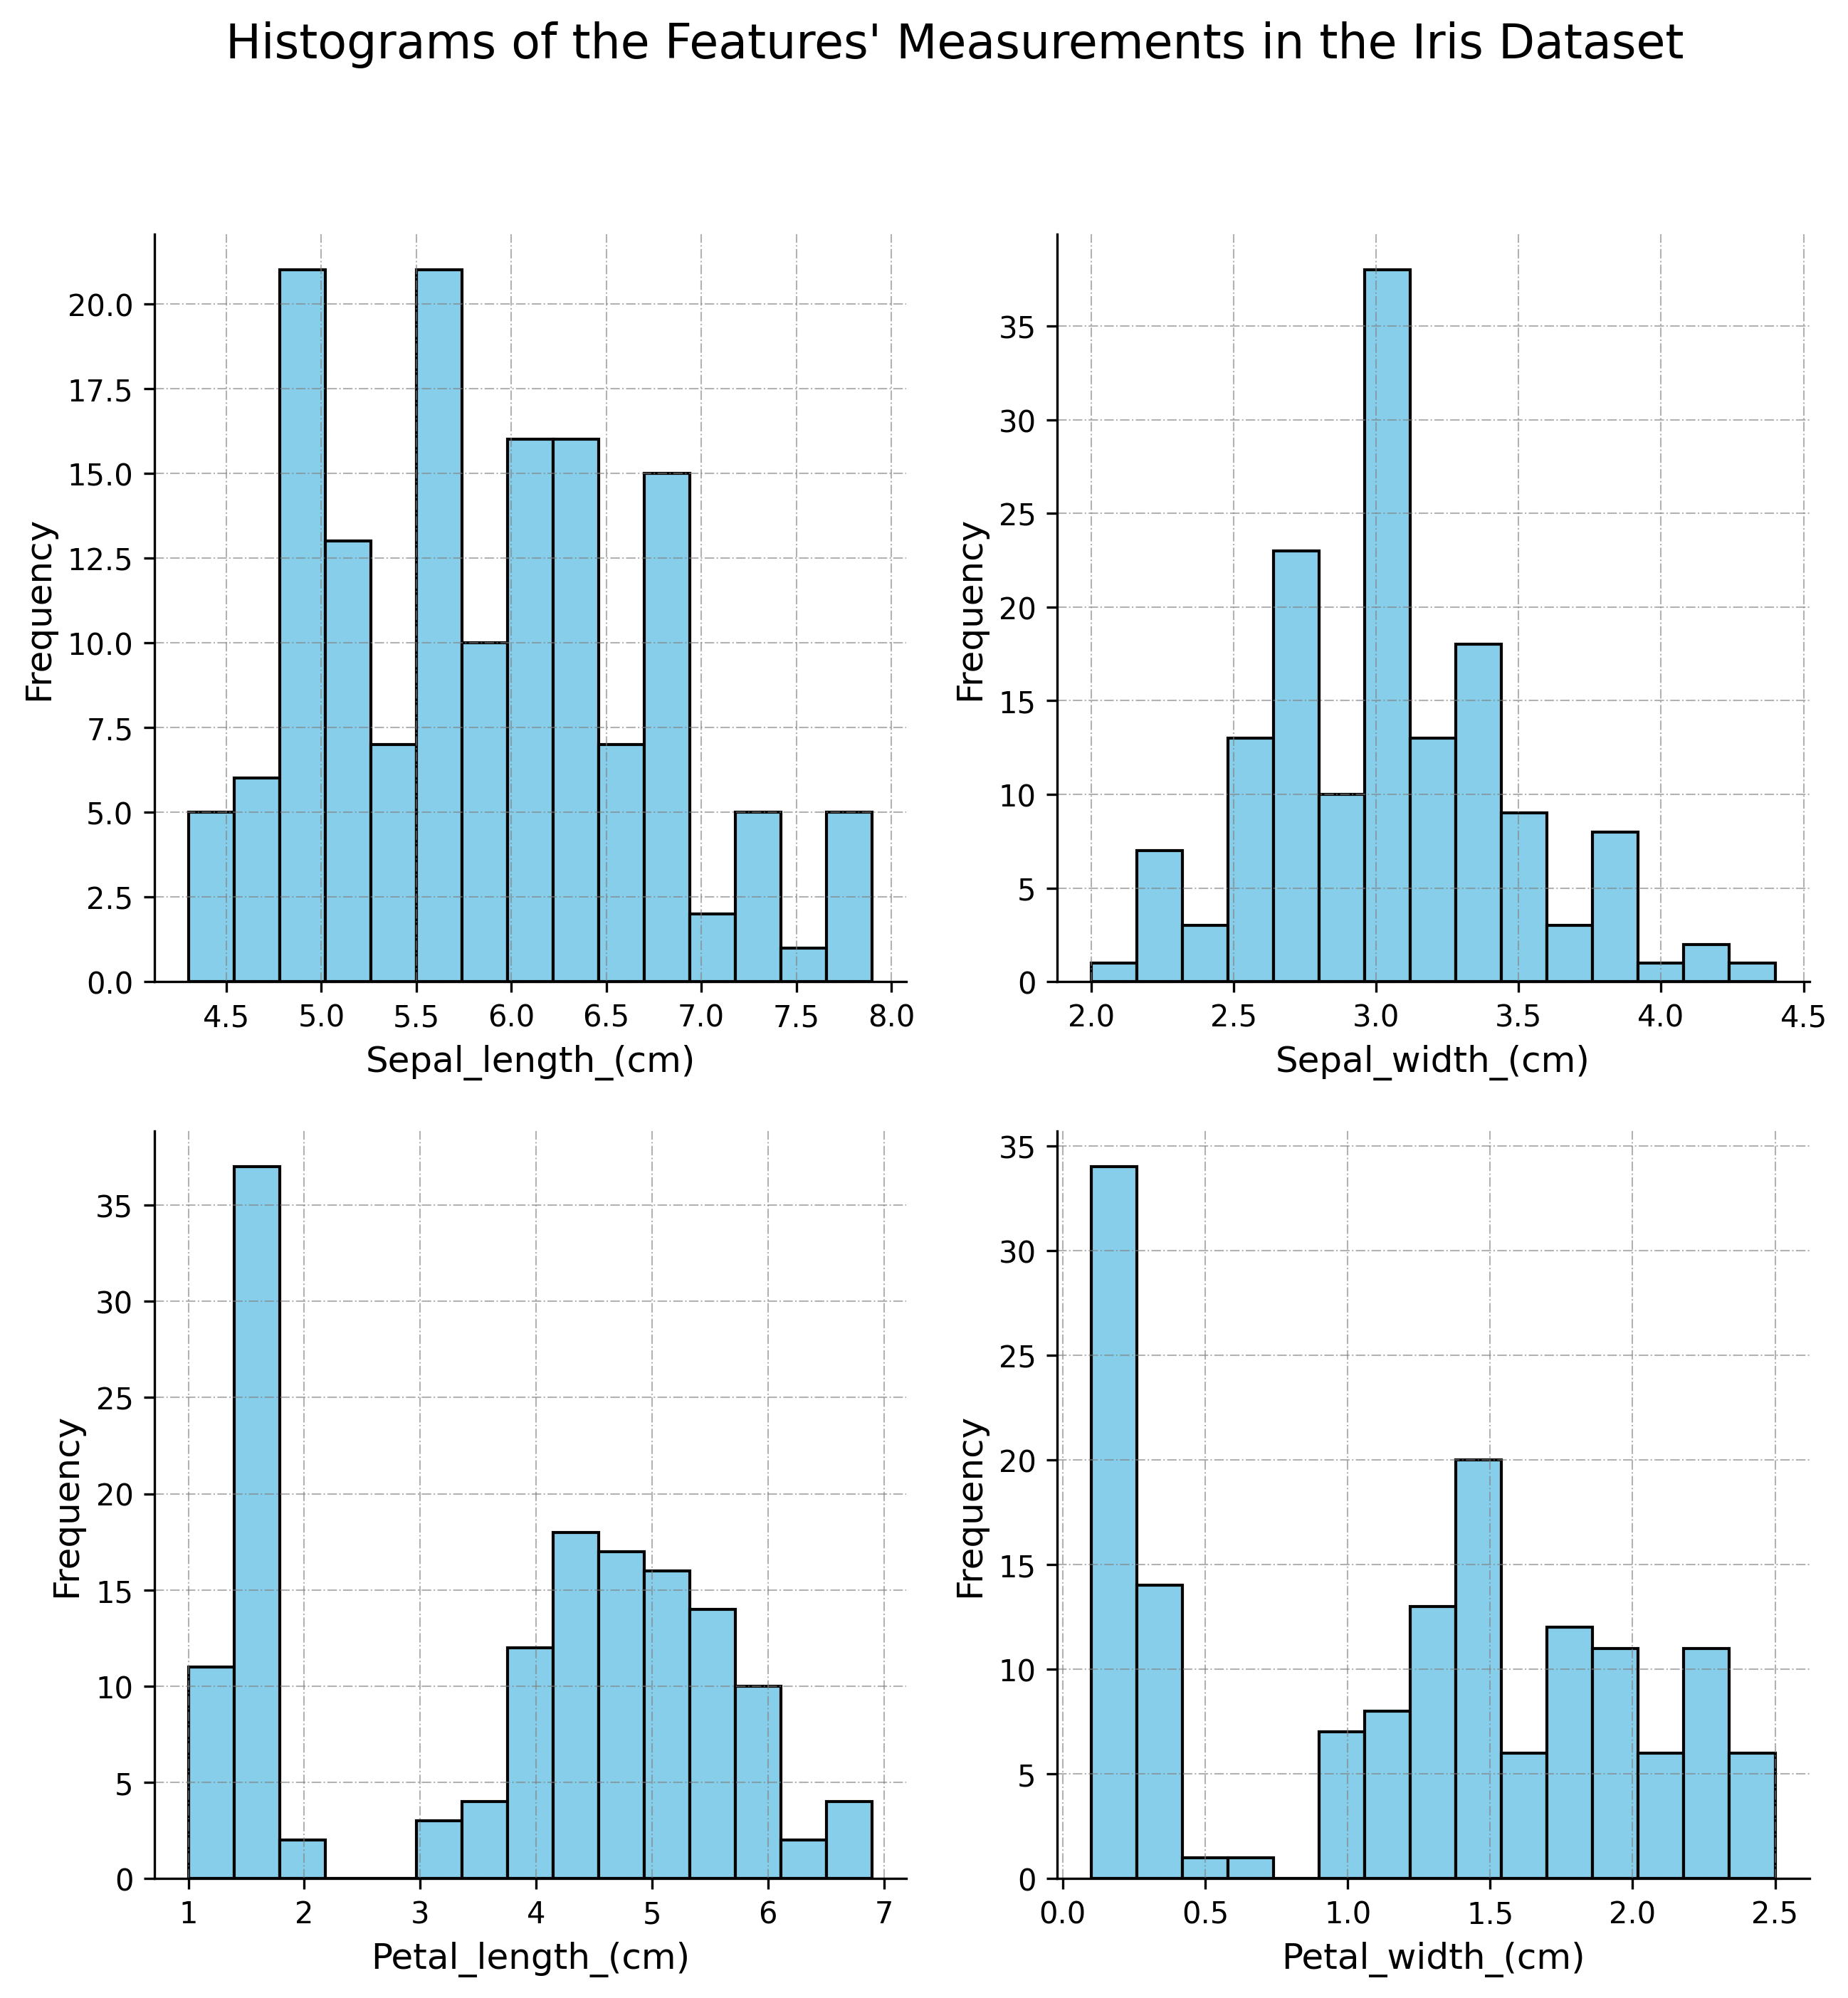 Histograms of the Features' Measurements in the Iris Dataset
20.0
17.5
15.0
12.5
10.0
7.5
5.0
2.5
0.0
Frequency
4.5 5.0 5.5 6.0 6.5 7.0 7.5 8.0
Sepal_length_(cm)
35
30
25
20
15
10
5
0
Frequency
2.0 2.5 3.0 3.5 4.0 4.5
Sepal_width_(cm)
35
30
25
20
15
10
5
0
Frequency
1 2 3 4 5 6 7
Petal_length_(cm)
35
30
25
20
15
10
5
0
Frequency
0.0 0.5 1.0 1.5 2.0 2.5
Petal_width_(cm)